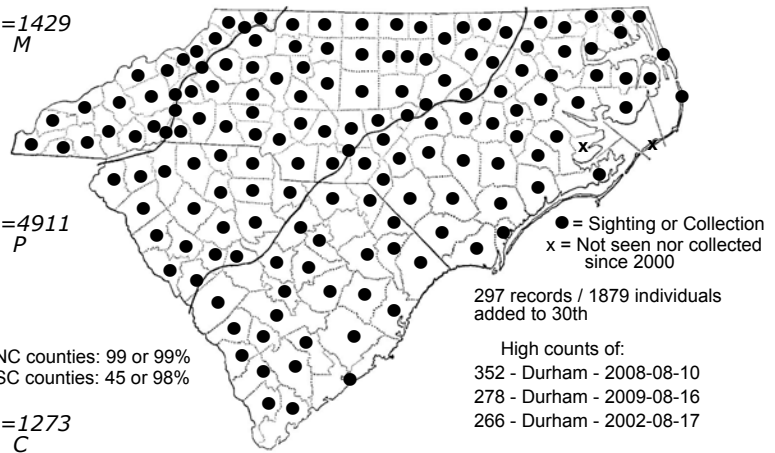 =1429
M
=4911
P
= Sighting or Collection
x = Not seen nor collected
since 2000
297 records / 1879 individuals
added to 30th
NC counties: 99 or 99%
SC counties: 45 or 98%
High counts of:
352 - Durham - 2008-08-10
278 - Durham - 2009-08-16
266 - Durham - 2002-08-17
=1273
C
x
x